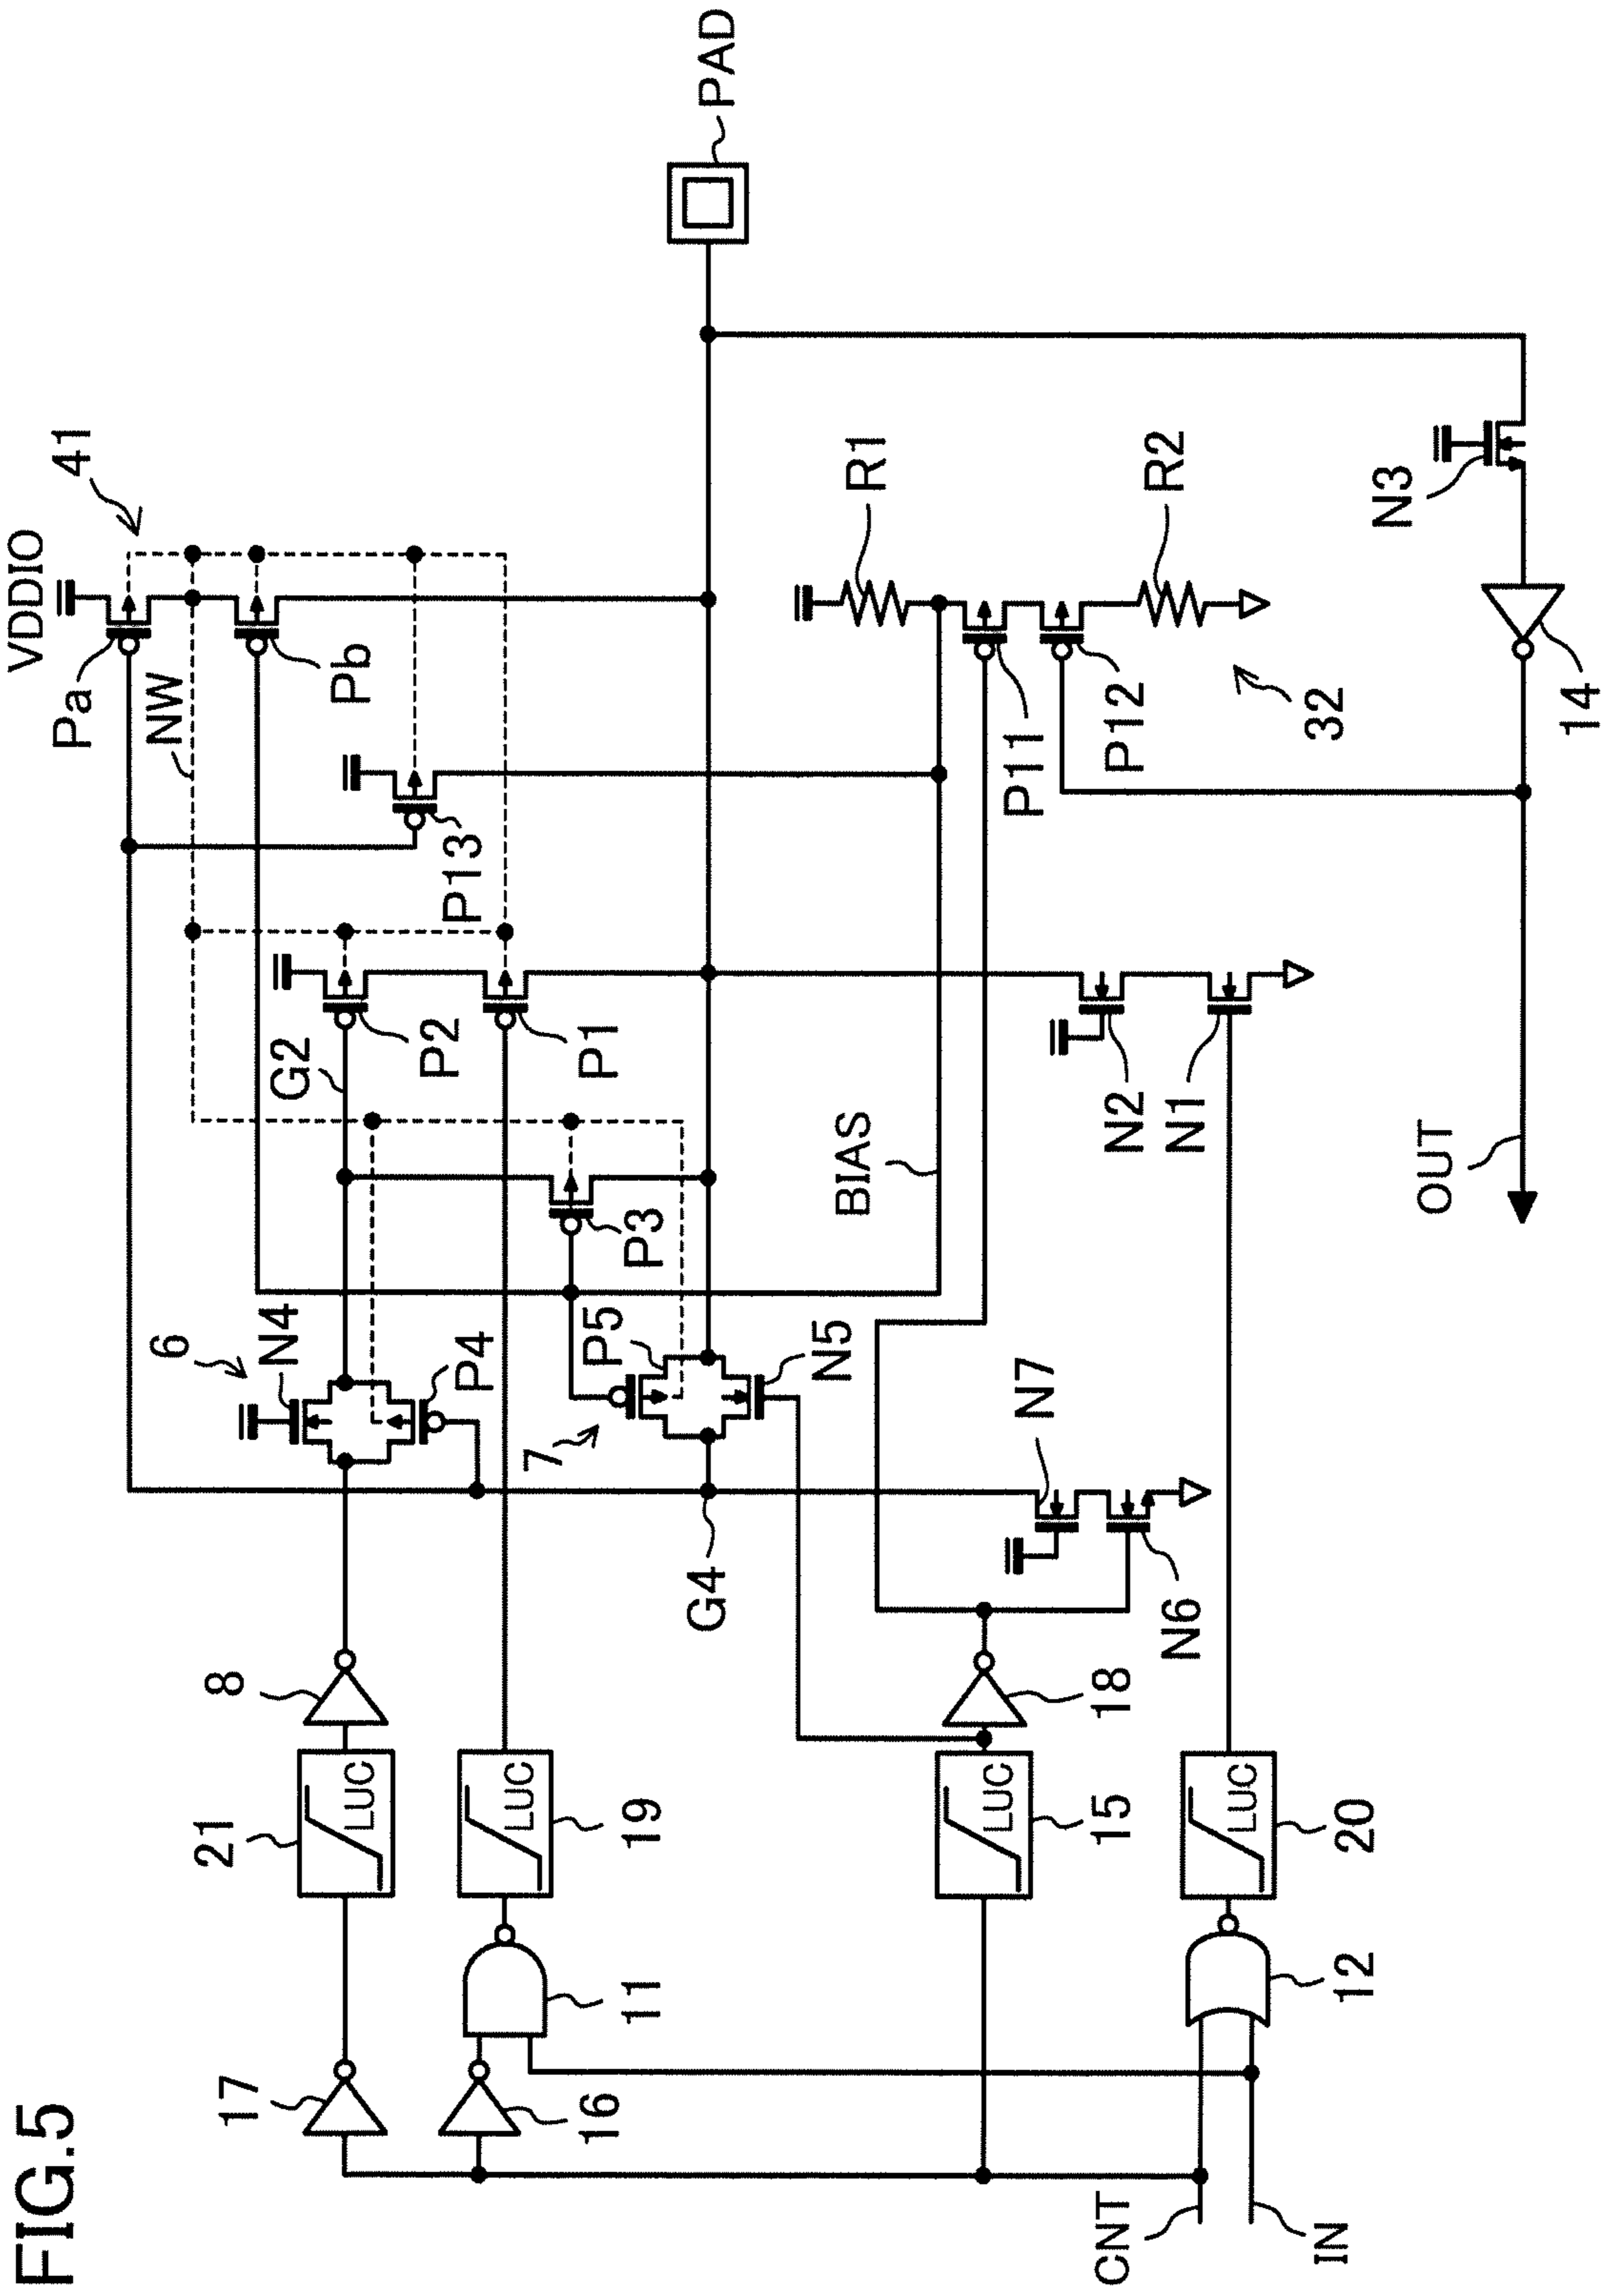 FIG.5
VDDIO
41
Pa
NW
Pb
P13
PAD
G2
P2
P1
6
N4
P4
P3
P5
7
N5
G4
BIAS
R1
P11
P12
R2
32
N3
14
OUT
N2
N1
N7
N6
8
21
LUC
LUC
19
18
LUC
15
LUC
20
17
16
11
12
CNT
IN